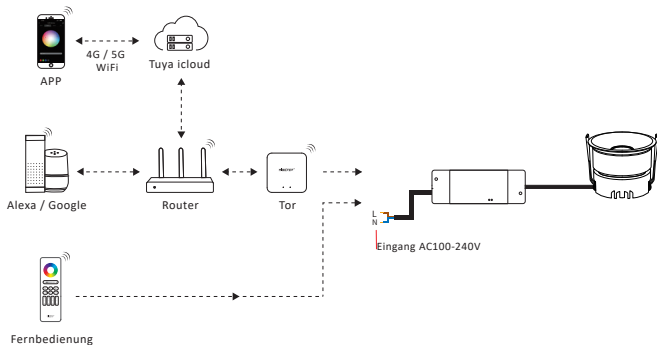 4G / 5G
WiFi
APP
Tuya icloud
Alexa / Google
Router
Tor
L
N
Eingang AC100-240V
Fernbedienung